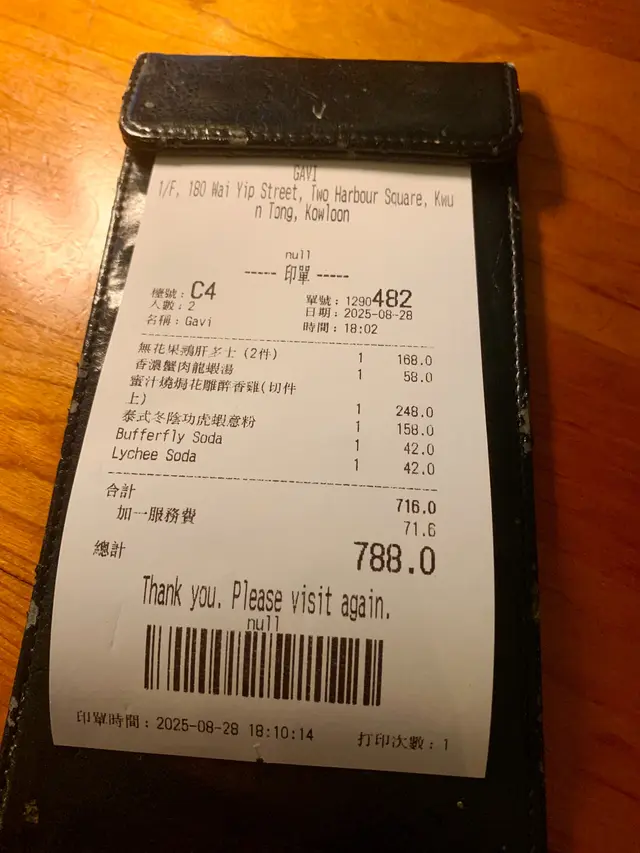 GAVI
1/F, 180 Wai Yip Street, Two Harbour Square, Kwu
n Tong, Kowloon
null
----- 印單 -----
檯號：C4
單號：1290482
人數：2
日期：2025-08-28
名稱：Gavi
時間：18:02
無花果鵝肝多士 (2件) 1 168.0
香濃蟹肉龍蝦湯 1 58.0
蜜汁燒焗花雕醉香雞(切件
上) 1 248.0
泰式冬陰功虎蝦意粉 1 158.0
Bufferfly Soda 1 42.0
Lychee Soda 1 42.0
合計 716.0
加一服務費 71.6
總計 788.0
Thank you. Please visit again.
null
印單時間：2025-08-28 18:10:14 打印次數：1